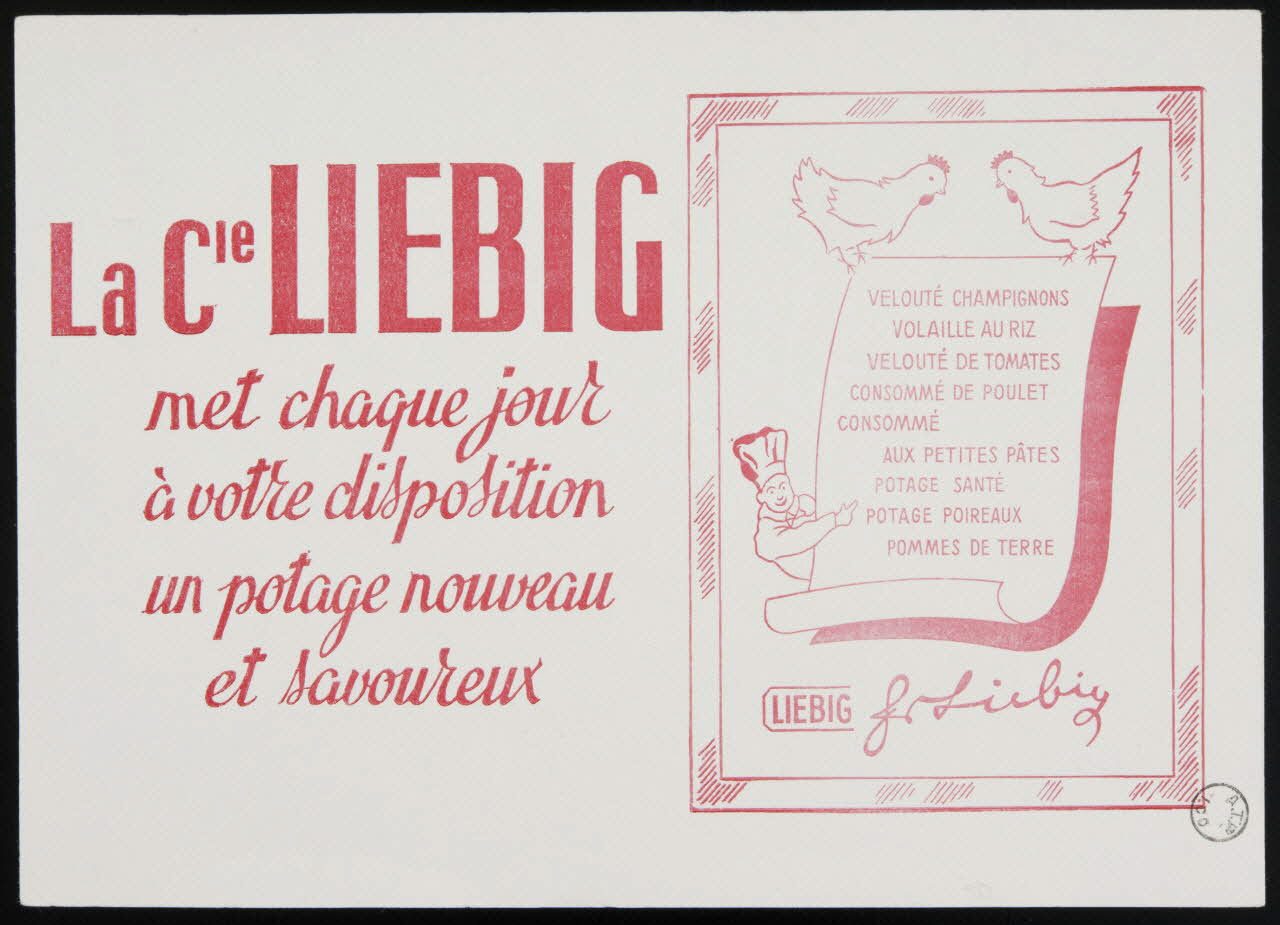 La Cie LIEBIG
met chaque jour
à votre disposition
un potage nouveau
et savoureux
VELOUTÉ CHAMPIGNONS
VOLAILLE AU RIZ
VELOUTÉ DE TOMATES
CONSOMMÉ DE POULET
CONSOMMÉ
AUX PETITES PÂTES
POTAGE SANTÉ
POTAGE POIREAUX
POMMES DE TERRE
LIEBIG
Liebig
A.T.P.